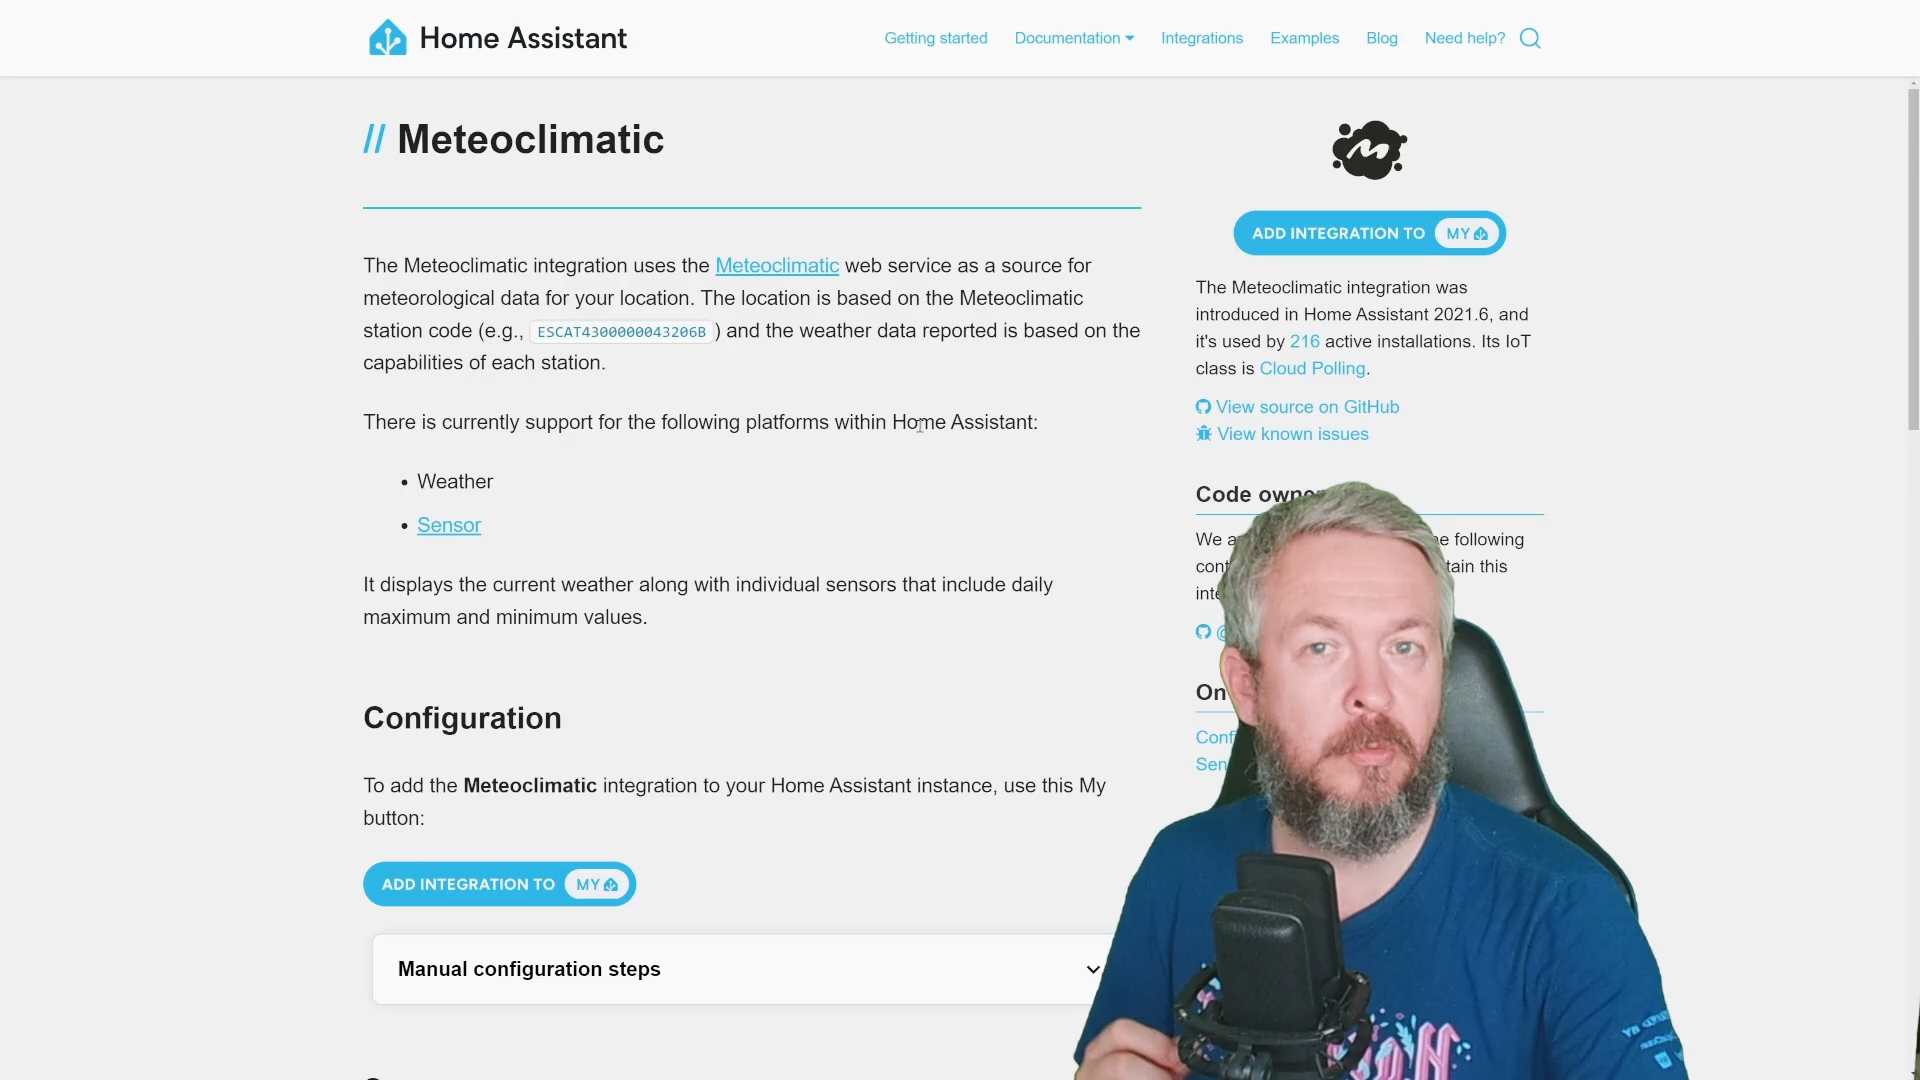 Home Assistant
Getting started
Documentation
Integrations
Examples
Blog
Need help?
// Meteoclimatic
The Meteoclimatic integration uses the Meteoclimatic web service as a source for
meteorological data for your location. The location is based on the Meteoclimatic
station code (e.g., ESCAT4300000043206B) and the weather data reported is based on the
capabilities of each station.
There is currently support for the following platforms within Home Assistant:
• Weather
• Sensor
It displays the current weather along with individual sensors that include daily
maximum and minimum values.
Configuration
To add the Meteoclimatic integration to your Home Assistant instance, use this My
button:
ADD INTEGRATION TO MY
Manual configuration steps
ADD INTEGRATION TO MY
The Meteoclimatic integration was
introduced in Home Assistant 2021.6, and
it's used by 216 active installations. Its IoT
class is Cloud Polling.
View source on GitHub
View known issues
Code
We following
this
On